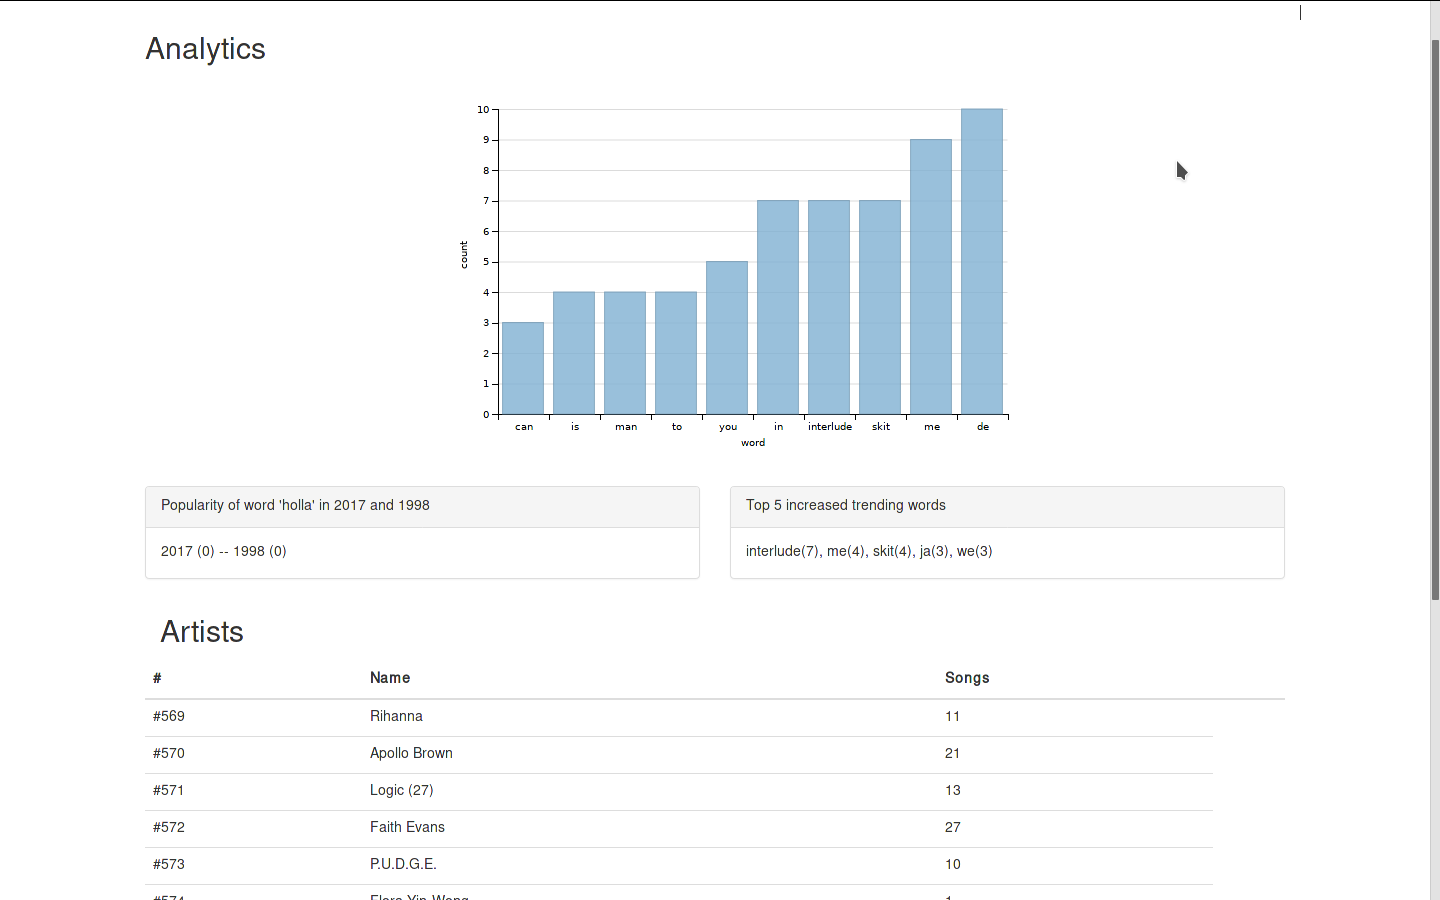 Analytics
10
9
8
7
6
5
4
3
2
1
0
count
can is man to you in interlude skit me de
word
Popularity of word 'holla' in 2017 and 1998
2017 (0) -- 1998 (0)
Top 5 increased trending words
interlude(7), me(4), skit(4), ja(3), we(3)
Artists
# Name Songs
#569 Rihanna 11
#570 Apollo Brown 21
#571 Logic (27) 13
#572 Faith Evans 27
#573 P.U.D.G.E. 10
#574